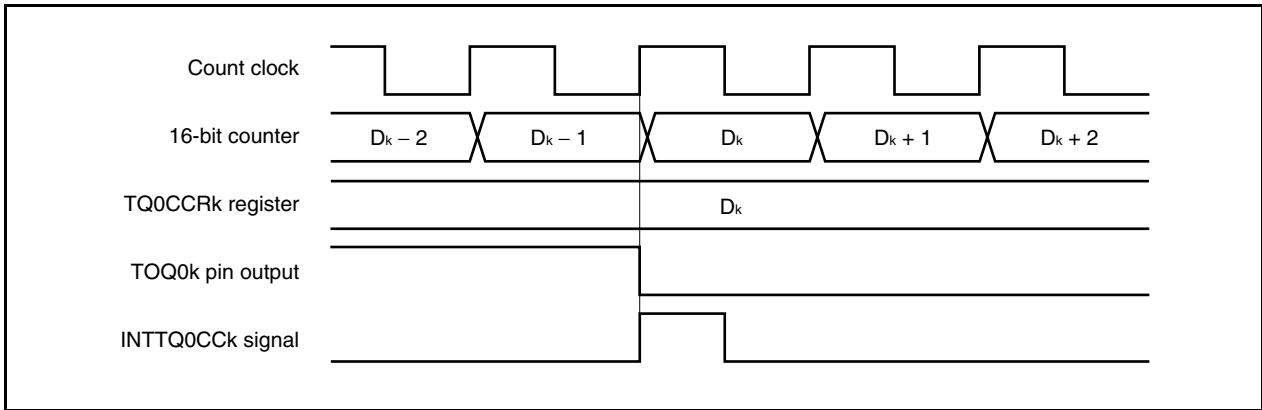 Count clock
16-bit counter
Dk − 2
Dk − 1
Dk
Dk + 1
Dk + 2
TQ0CCRk register
Dk
TOQ0k pin output
INTTQ0CCk signal